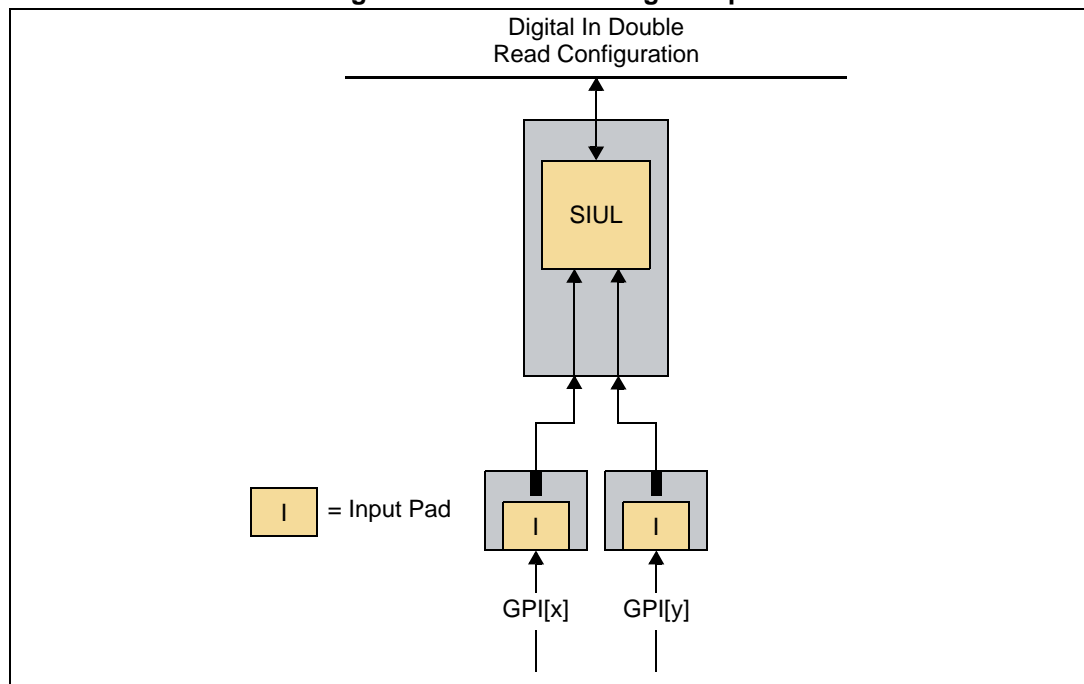 Digital In Double
Read Configuration
SIUL
I = Input Pad
I
I
GPI[x]
GPI[y]